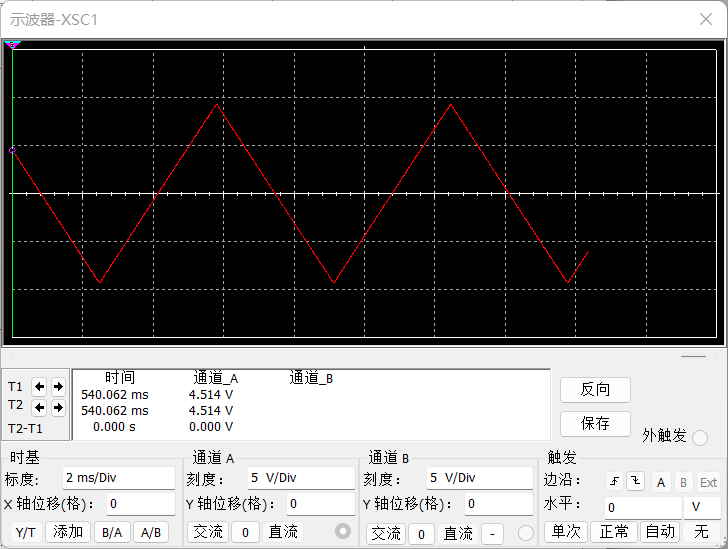 示波器-XSC1
时间 通道_A 通道_B
T1 540.062 ms 4.514 V
T2 540.062 ms 4.514 V
T2-T1 0.000 s 0.000 V
反向
保存
外触发
时基 通道 A 通道 B 触发
标度: 2 ms/Div 刻度: 5 V/Div 刻度: 5 V/Div 边沿: A B Ext
X 轴位移(格): 0 Y 轴位移(格): 0 Y 轴位移(格): 0 水平: 0 V
Y/T 添加 B/A A/B 交流 0 直流 交流 0 直流 - 单次 正常 自动 无